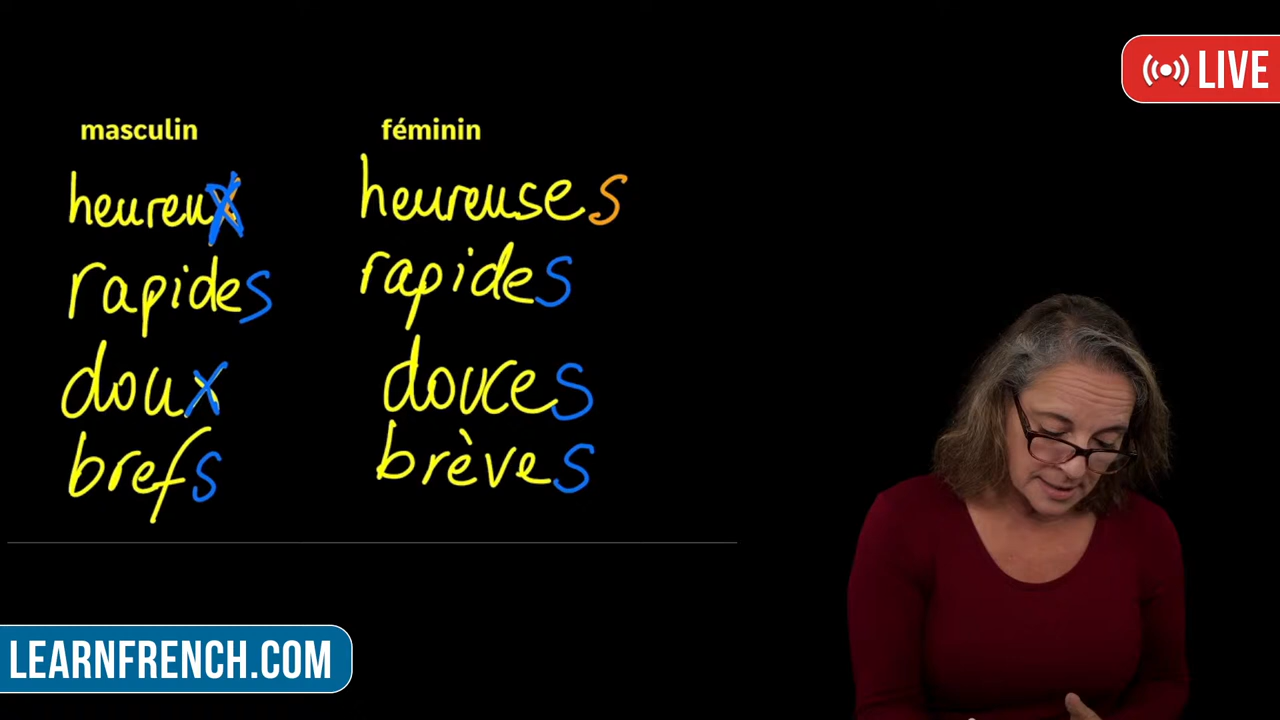 LIVE
masculin féminin
heureux heureuses
rapides rapides
doux douces
brefs brèves
LEARNFRENCH.COM